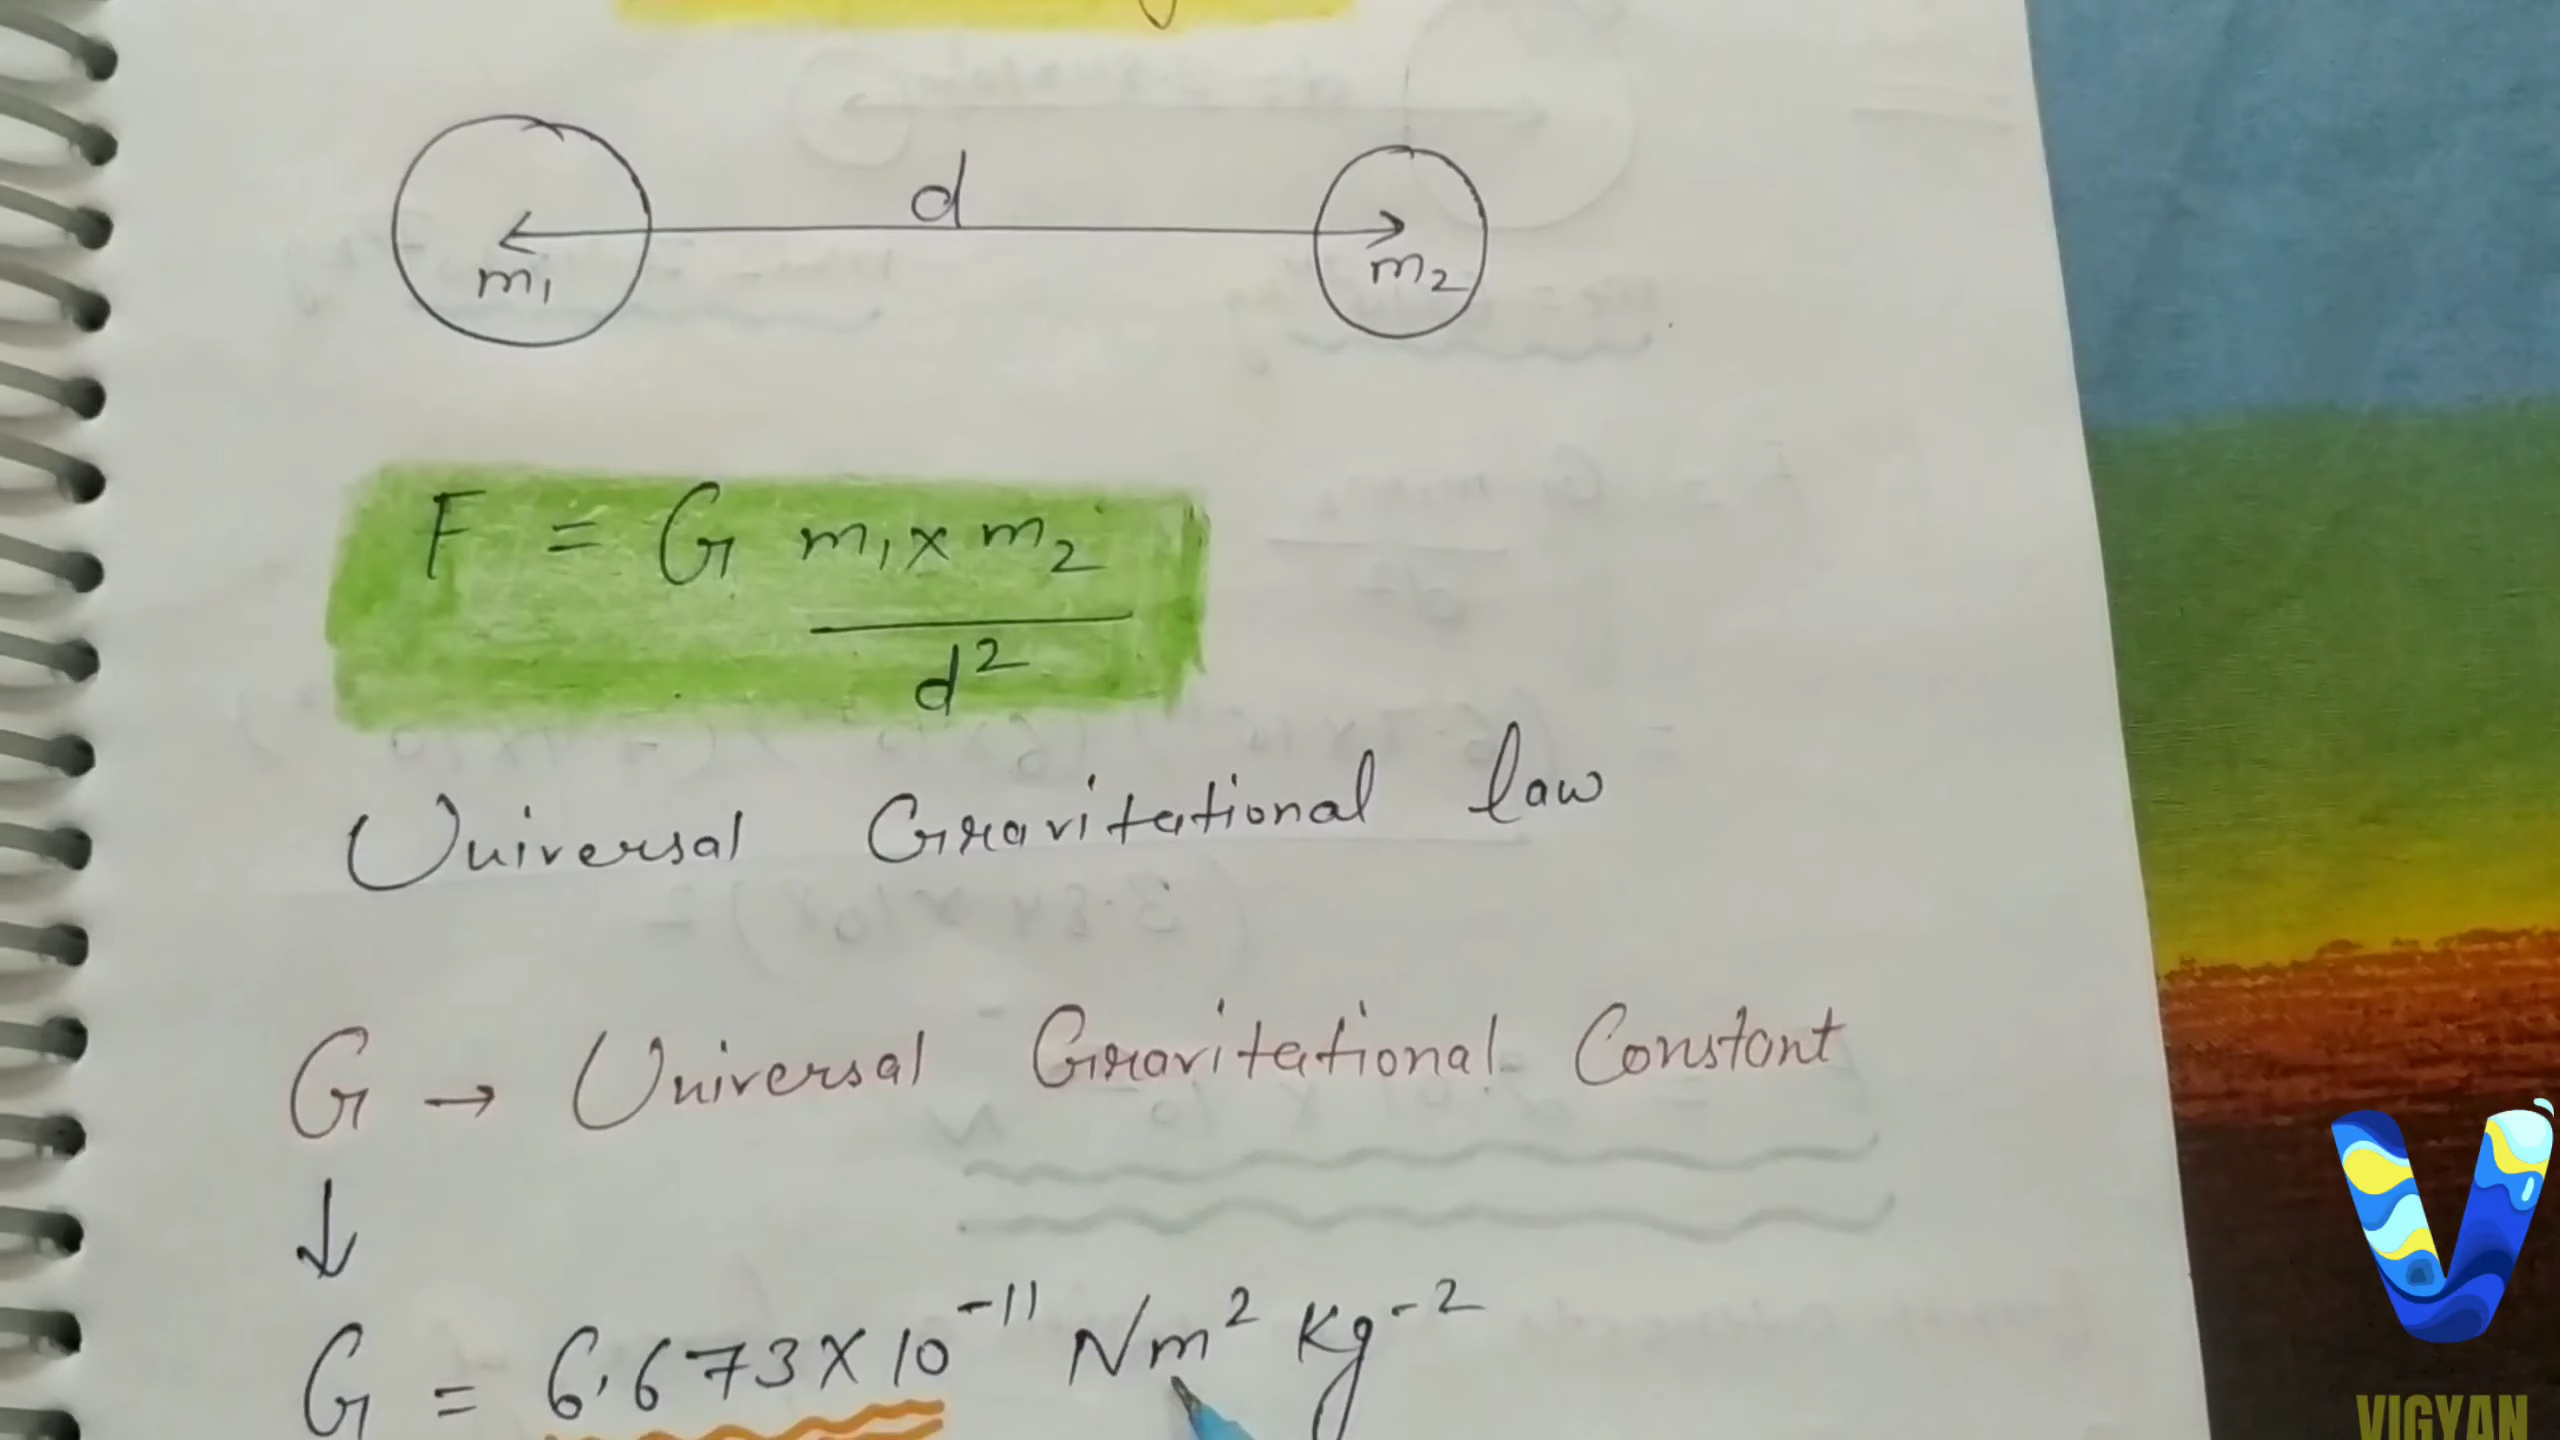 d
m₁ m₂
F = G m₁ x m₂
d²
Universal Gravitational law
G → Universal Gravitational Constant
↓
G = 6.673 X 10⁻¹¹ Nm² Kg⁻²
VIGYAN